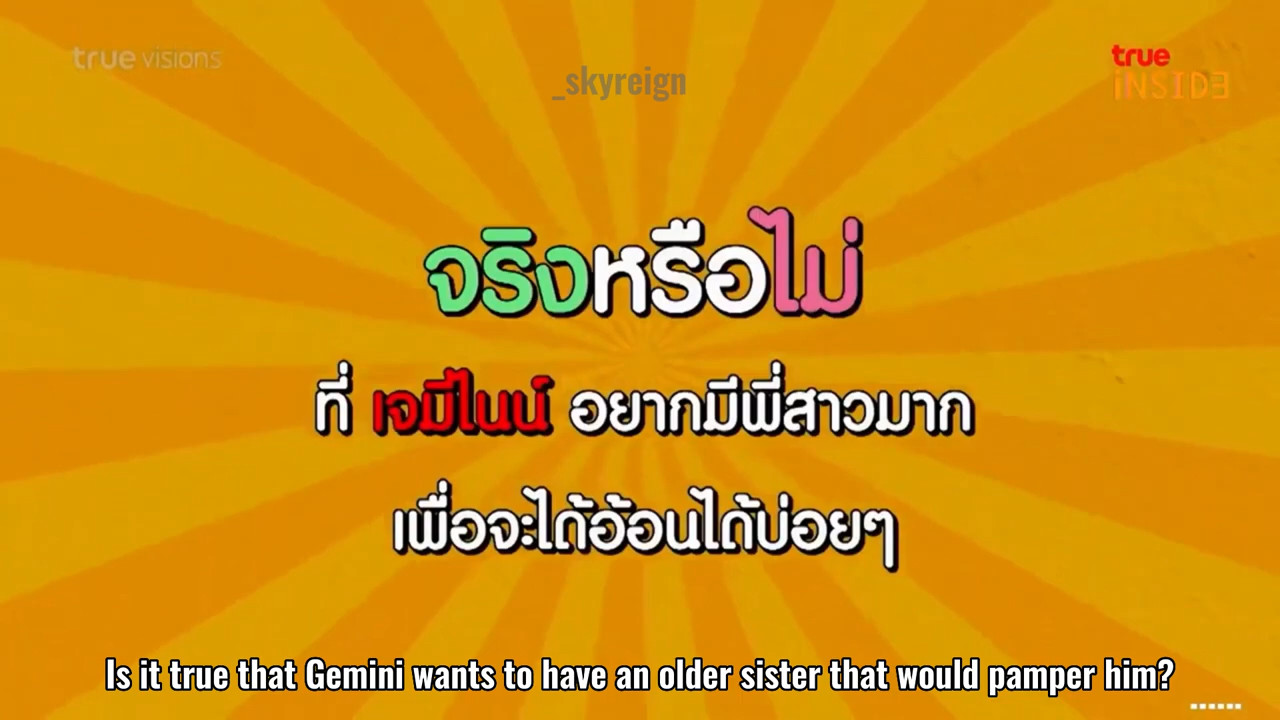 true visions
true
iNSIDE
_skyreign
จริงหรือไม่
ที่ เจมีไนน์ อยากมีพี่สาวมาก
เพื่อจะได้อ้อนได้บ่อยๆ
Is it true that Gemini wants to have an older sister that would pamper him?